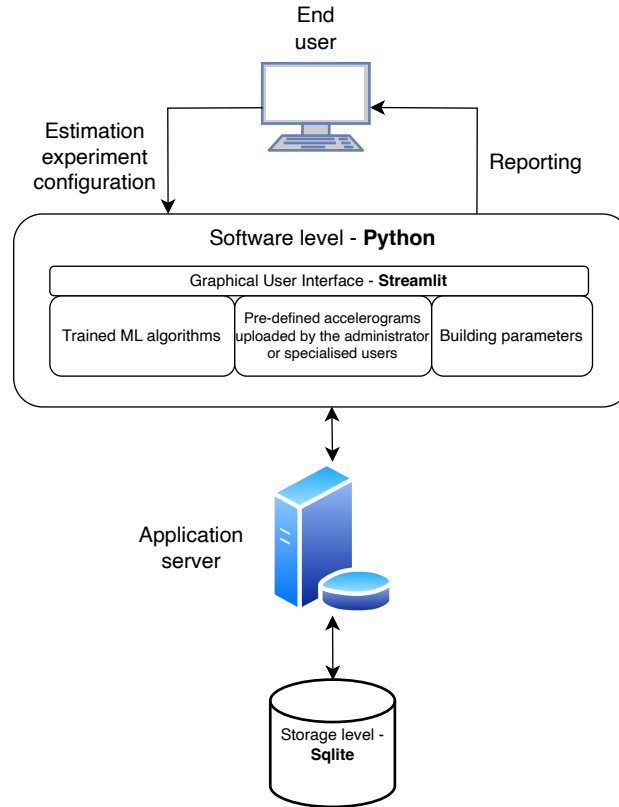 End
user
Estimation
experiment
configuration
Reporting
Software level - Python
Graphical User Interface - Streamlit
Trained ML algorithms
Pre-defined accelerograms
uploaded by the administrator
or specialised users
Building parameters
Application
server
Storage level -
Sqlite